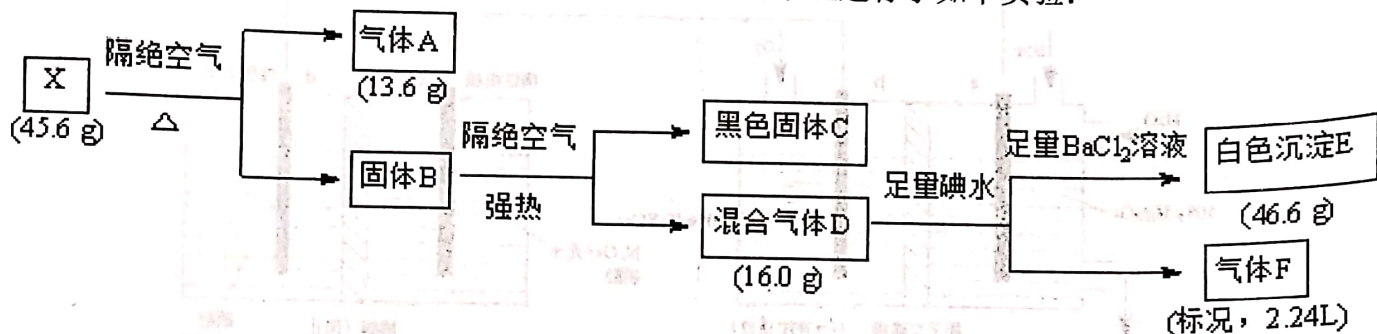 隔绝空气
气体A
(13.6 g)
X
(45.6 g)
△
固体B
隔绝空气
强热
黑色固体C
混合气体D
(16.0 g)
足量碘水
足量BaCl₂溶液
白色沉淀E
(46.6 g)
气体F
(标况，2.24L)